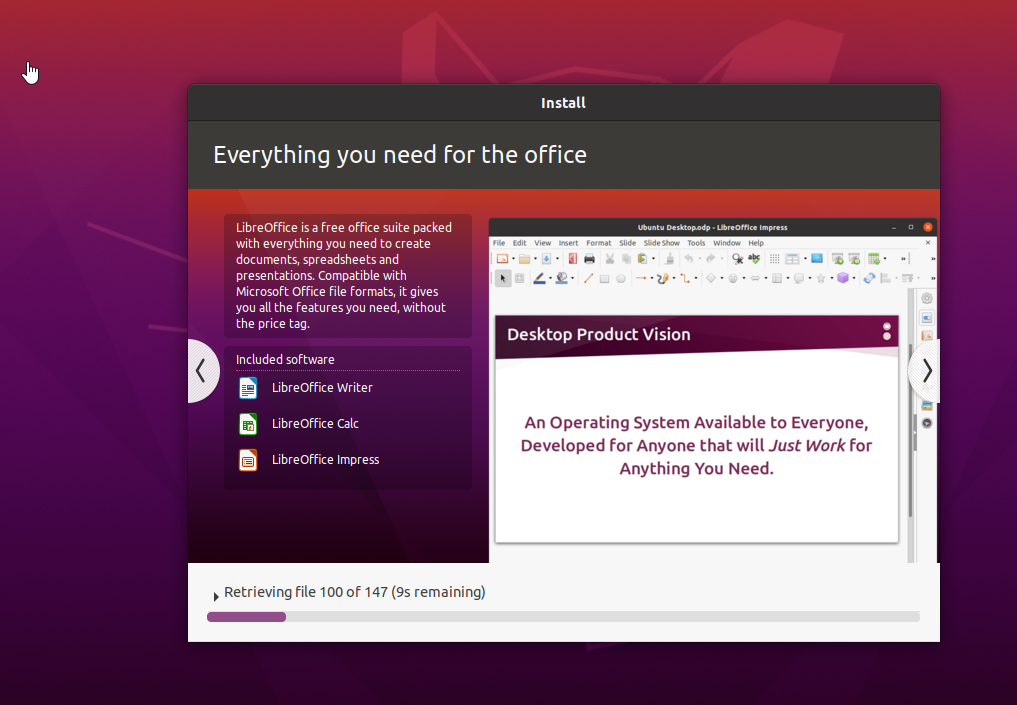 Install
Everything you need for the office
LibreOffice is a free office suite packed
with everything you need to create
documents, spreadsheets and
presentations. Compatible with
Microsoft Office file formats, it gives
you all the features you need, without
the price tag.
Included software
LibreOffice Writer
LibreOffice Calc
LibreOffice Impress
Ubuntu Desktop.odp - LibreOffice Impress
File Edit View Insert Format Slide Slide Show Tools Window Help
abc
Desktop Product Vision
An Operating System Available to Everyone,
Developed for Anyone that will Just Work for
Anything You Need.
Retrieving file 100 of 147 (9s remaining)